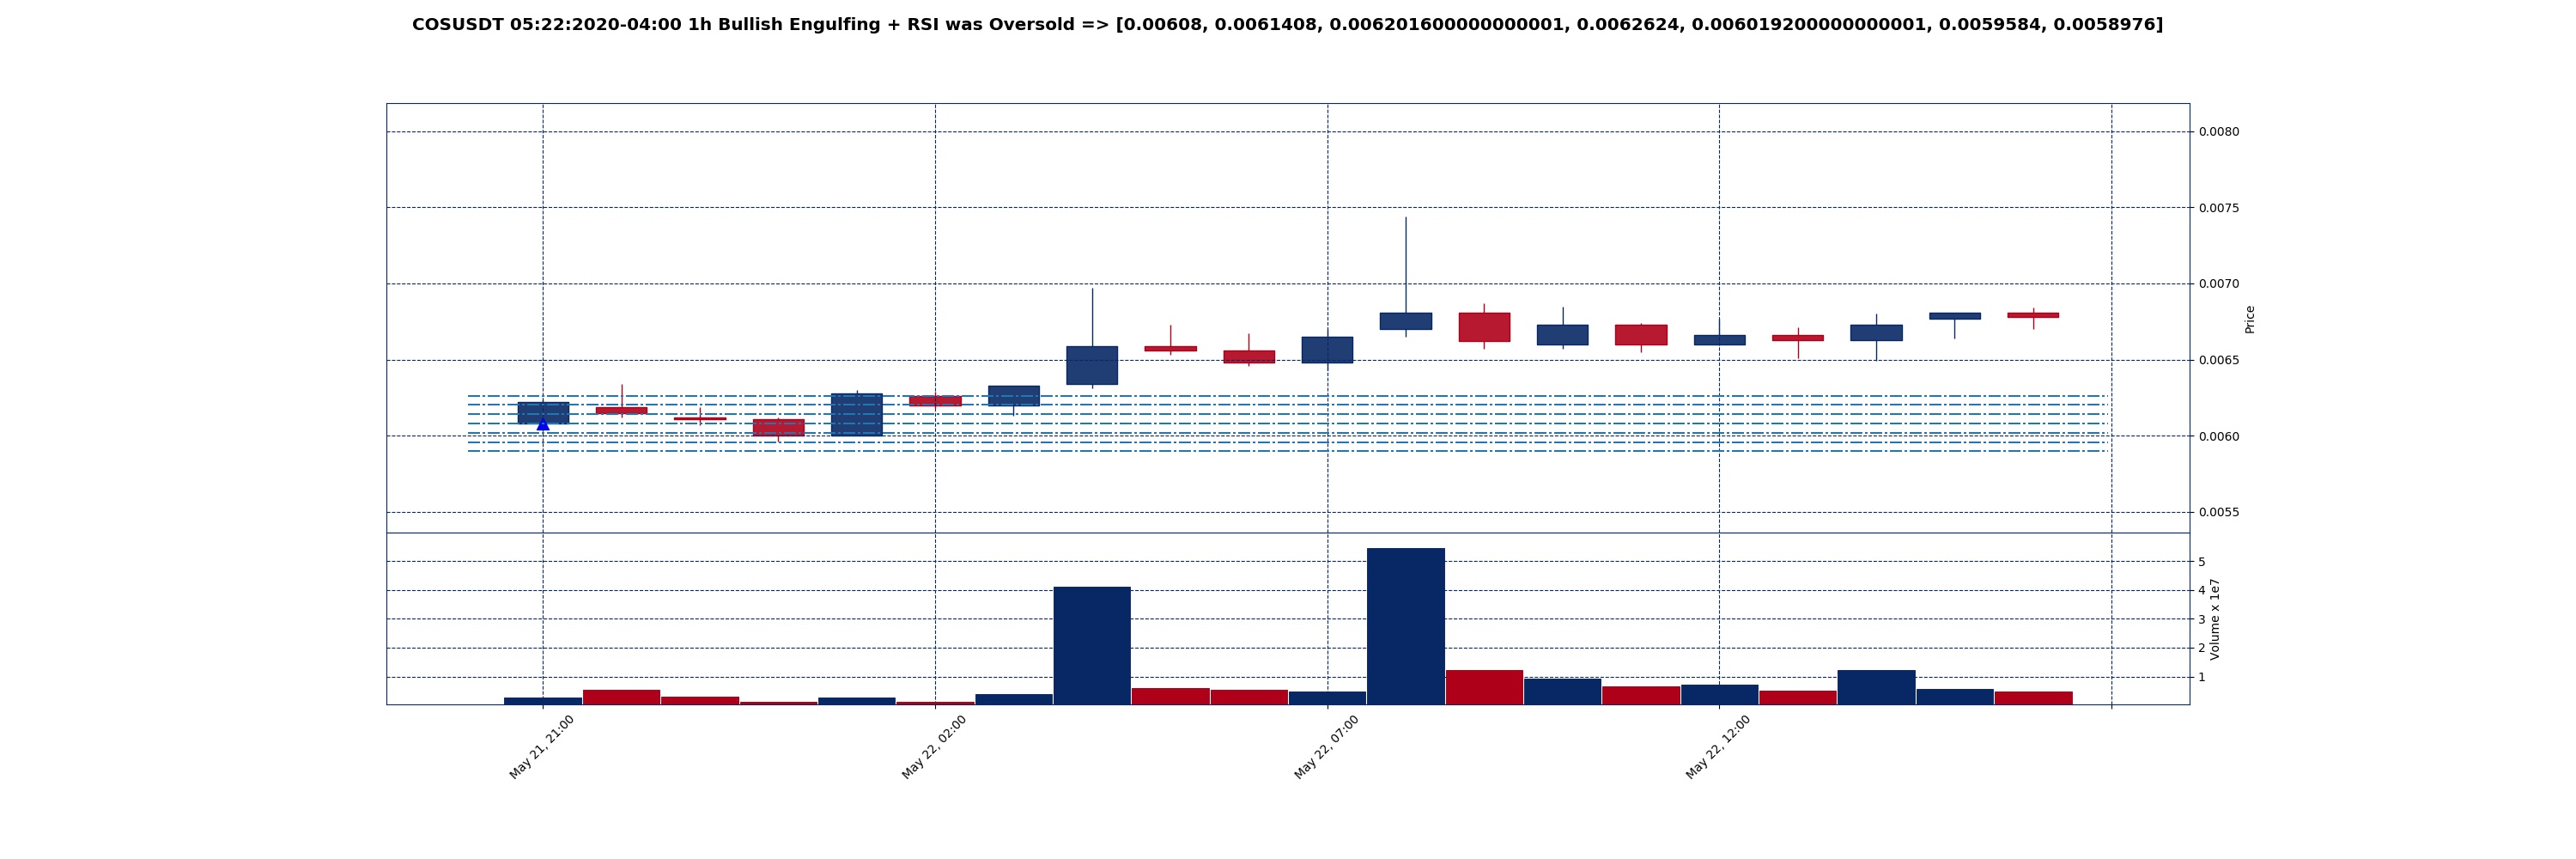 COSUSDT 05:22:2020-04:00 1h Bullish Engulfing + RSI was Oversold => [0.00608, 0.0061408, 0.006201600000000001, 0.0062624, 0.006019200000000001, 0.0059584, 0.0058976]
0.0080
0.0075
0.0070
Price
0.0065
0.0060
0.0055
5
4
3
2
1
Volume x 1e7
May 21, 21:00
May 22, 02:00
May 22, 07:00
May 22, 12:00